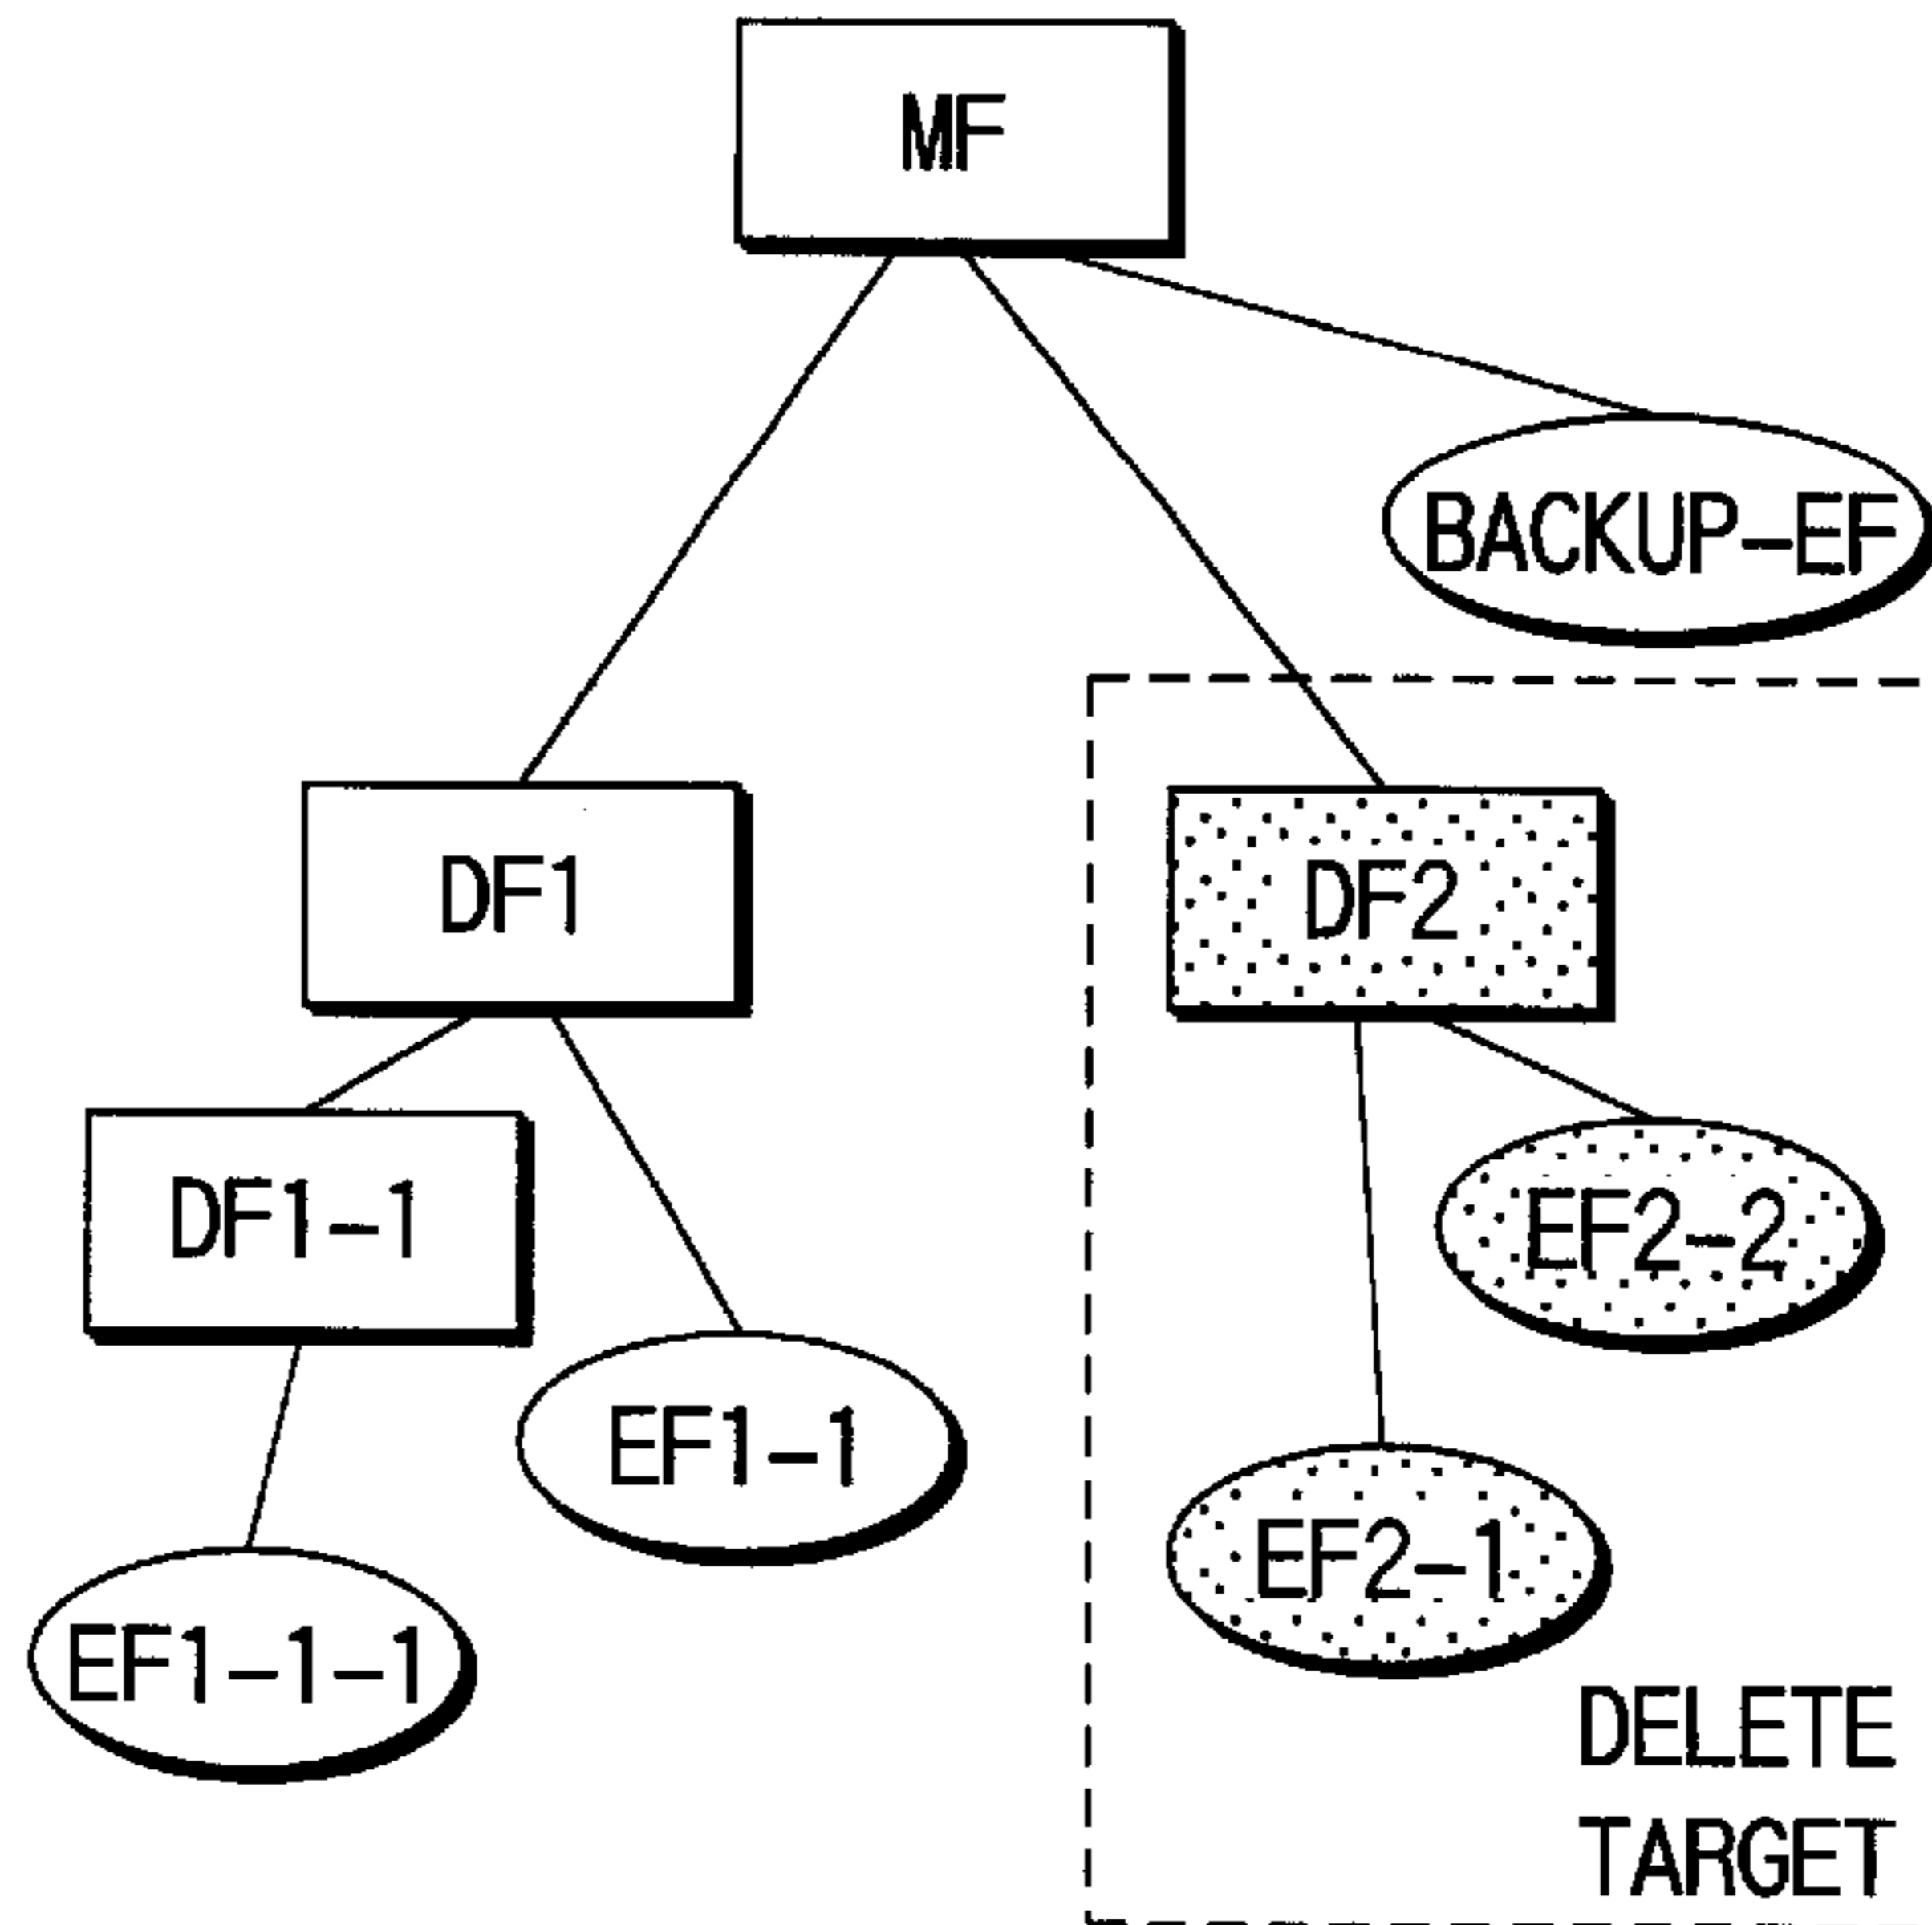 MF
BACKUP-EF
DF1
DF2
DF1-1
EF2-2
EF1-1
EF2-1
EF1-1-1
DELETE
TARGET